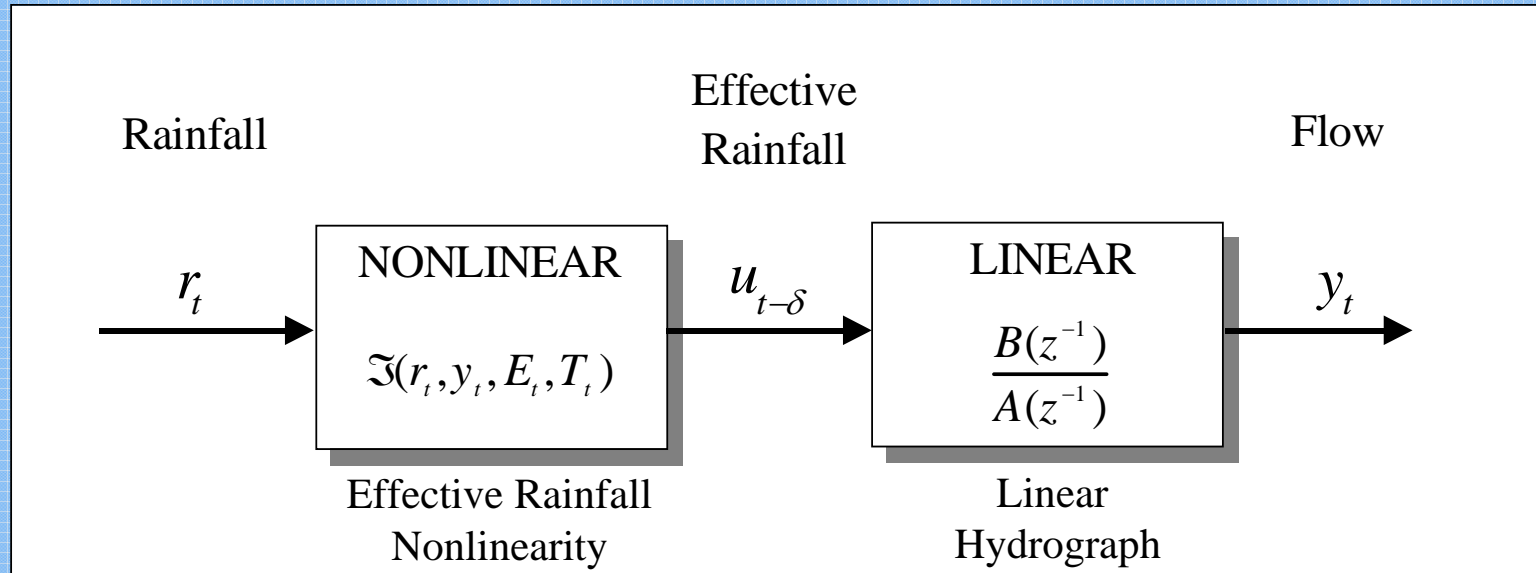 Rainfall
Effective
Rainfall
Flow
r_t
NONLINEAR
ℑ(r_t, y_t, E_t, T_t)
u_{t−δ}
LINEAR
B(z^{−1})
A(z^{−1})
y_t
Effective Rainfall
Nonlinearity
Linear
Hydrograph